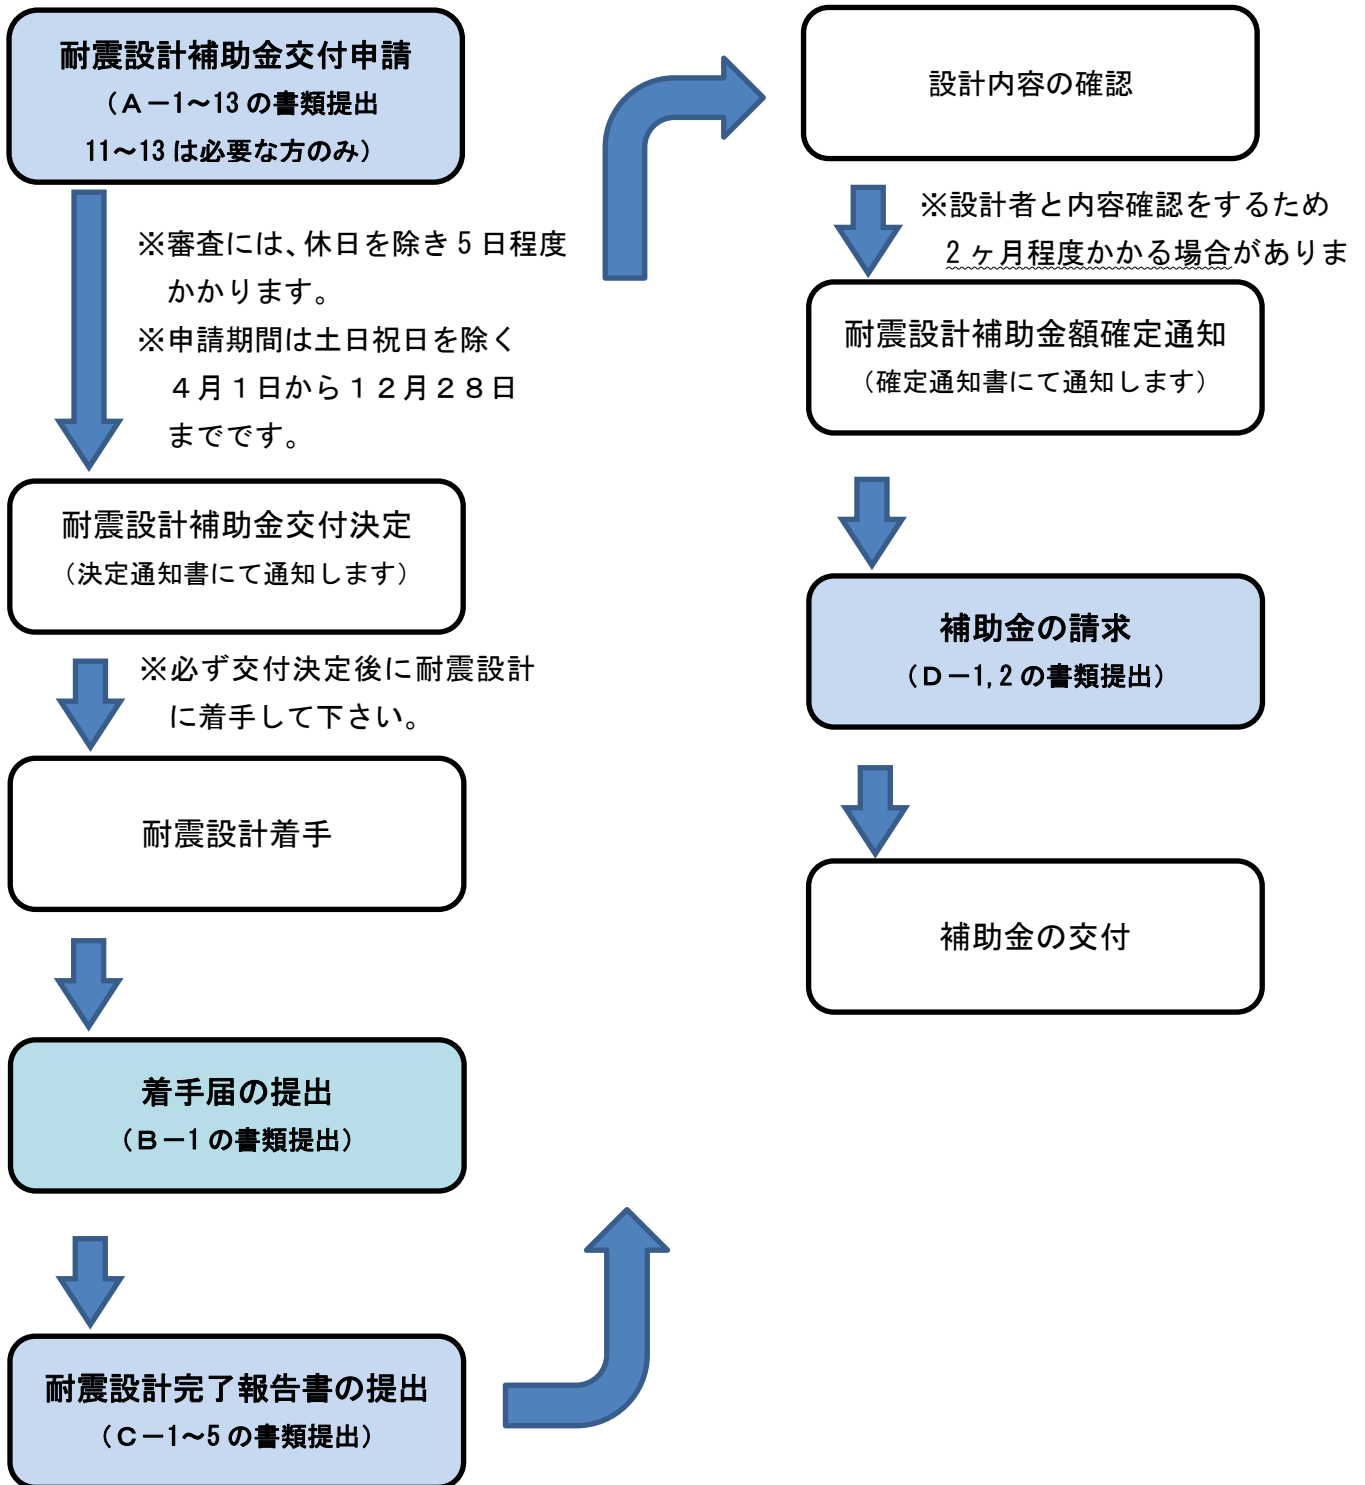 耐震設計補助金交付申請
（Ａ－1～13 の書類提出
11～13 は必要な方のみ）
※審査には、休日を除き 5 日程度
かかります。
※申請期間は土日祝日を除く
４月１日から１２月２８日
までです。
耐震設計補助金交付決定
（決定通知書にて通知します）
※必ず交付決定後に耐震設計
に着手して下さい。
耐震設計着手
着手届の提出
（Ｂ－1 の書類提出）
耐震設計完了報告書の提出
（Ｃ－1～5 の書類提出）
設計内容の確認
※設計者と内容確認をするため
2 ヶ月程度かかる場合がありま
耐震設計補助金額確定通知
（確定通知書にて通知します）
補助金の請求
（Ｄ－1, 2 の書類提出）
補助金の交付